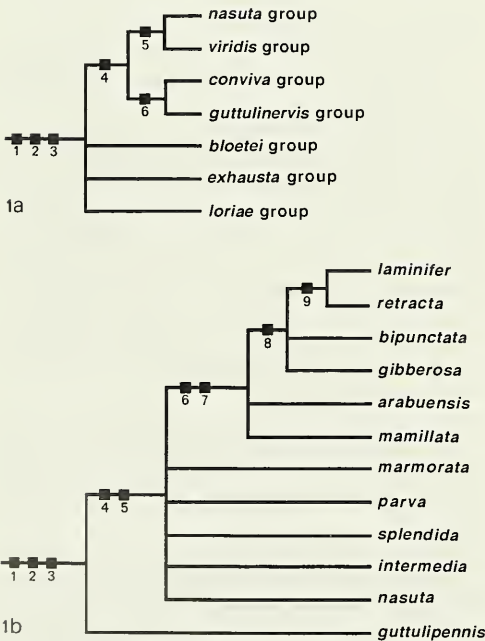 nasuta group
5
viridis group
4
conviva group
6
guttulinervis group
1 2 3
bloetei group
exhausta group
1a
loriae group
laminifer
9
retracta
8
bipunctata
gibberosa
6 7
arabuensis
mamillata
marmorata
4 5
parva
splendida
1 2 3
intermedia
nasuta
1b
guttulipennis